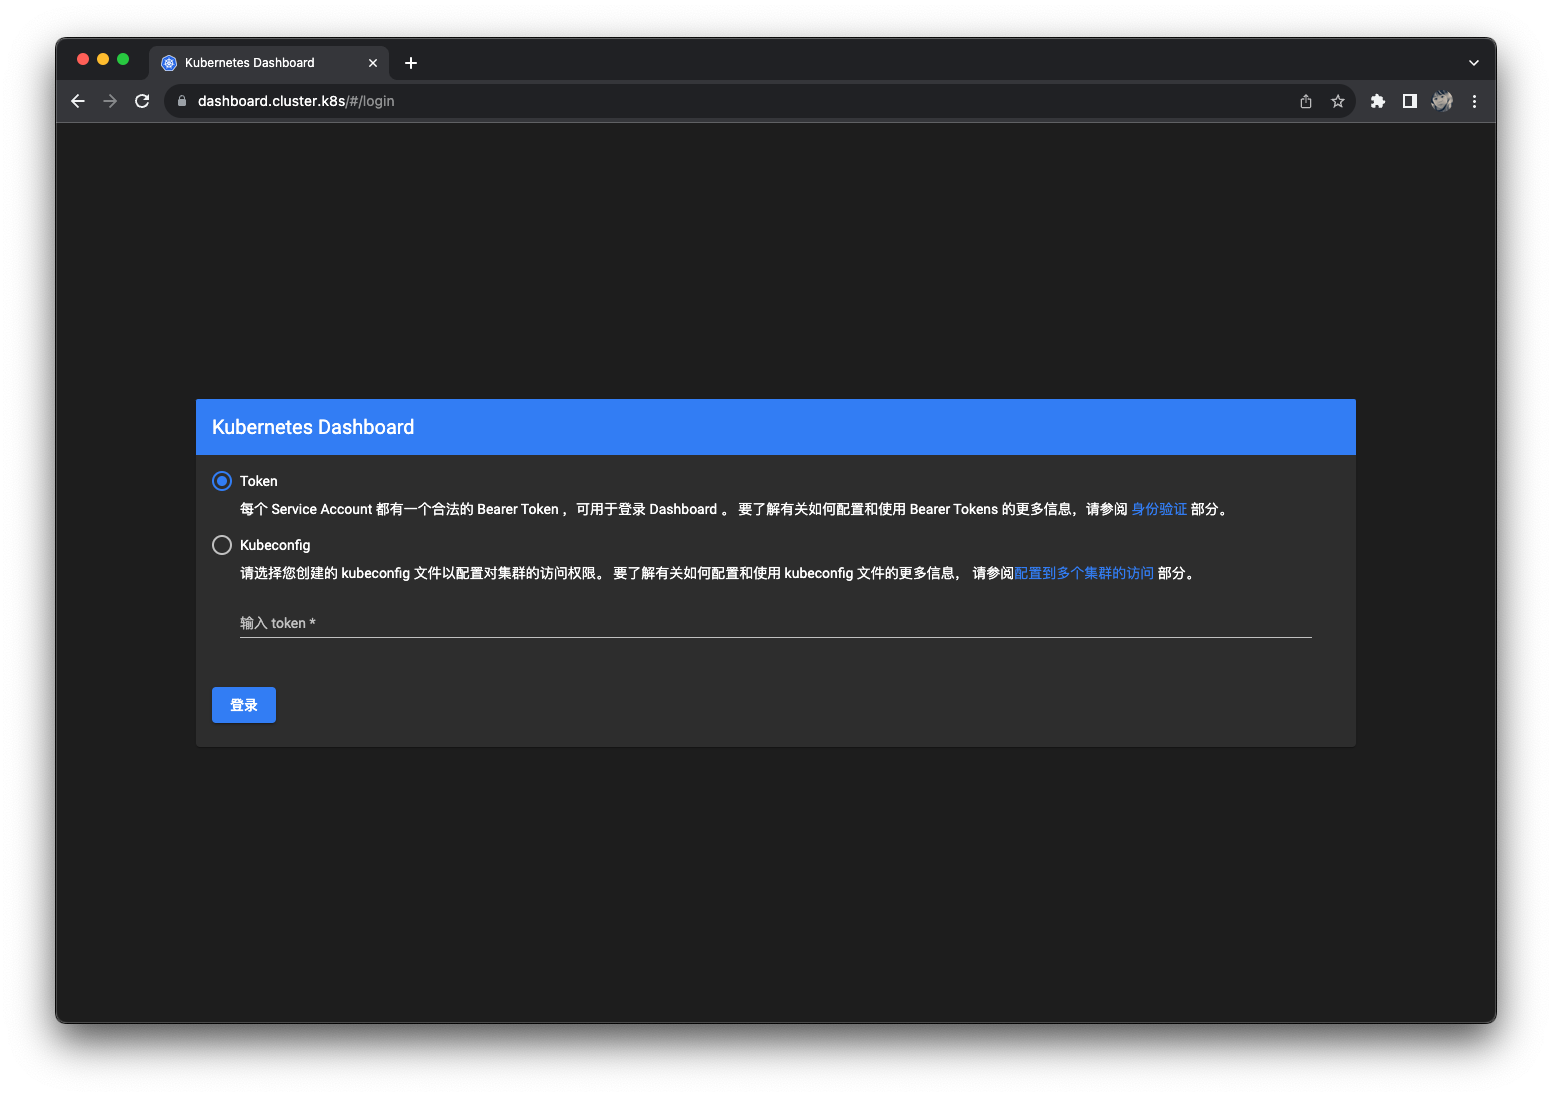 Kubernetes Dashboard
dashboard.cluster.k8s/#/login
Kubernetes Dashboard
Token
每个 Service Account 都有一个合法的 Bearer Token ，可用于登录 Dashboard 。 要了解有关如何配置和使用 Bearer Tokens 的更多信息，请参阅 身份验证 部分。
Kubeconfig
请选择您创建的 kubeconfig 文件以配置对集群的访问权限。 要了解有关如何配置和使用 kubeconfig 文件的更多信息， 请参阅配置到多个集群的访问 部分。
输入 token *
登录